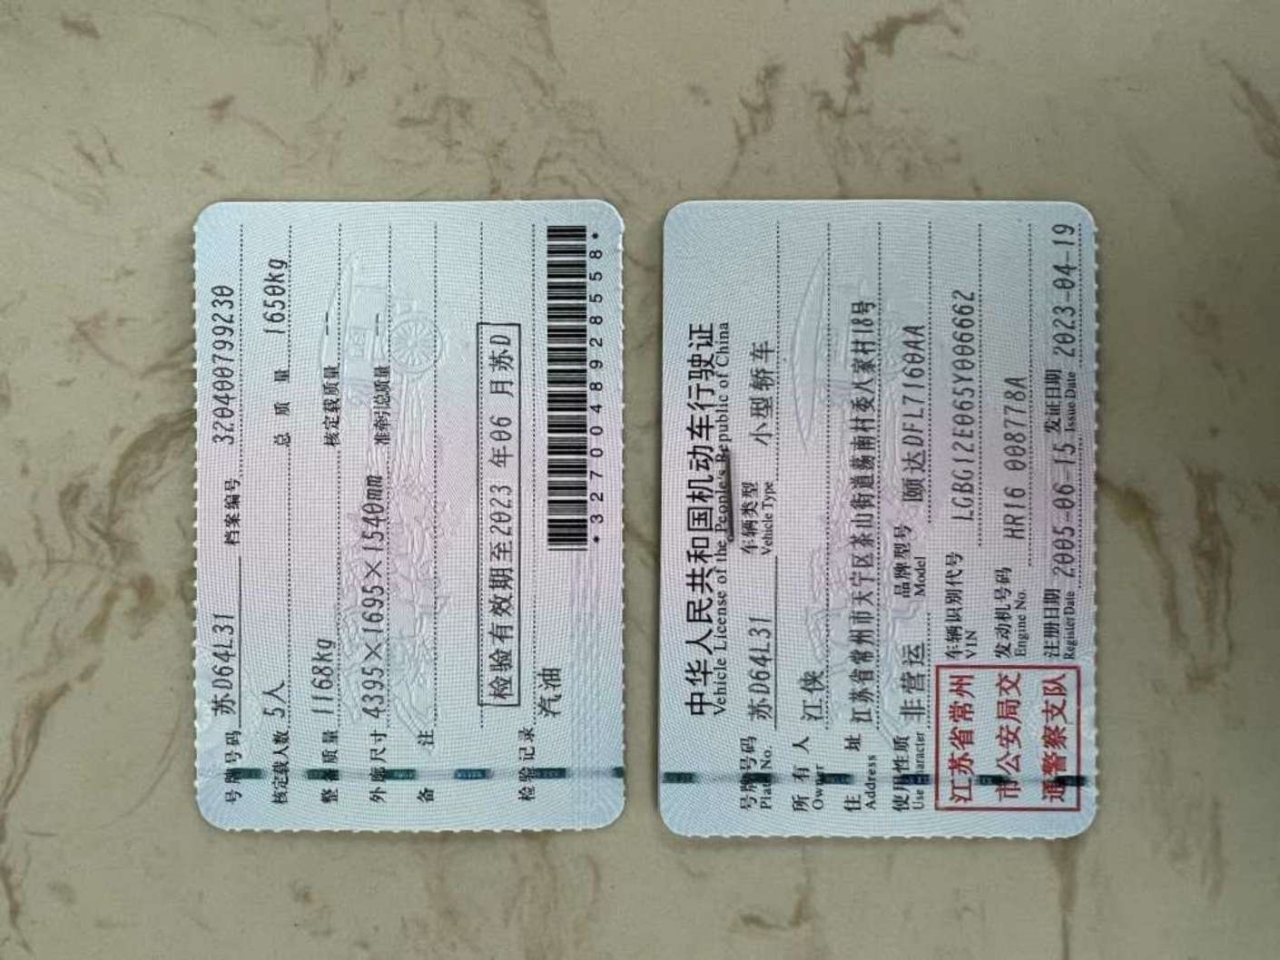 中华人民共和国机动车行驶证
Vehicle License of the People's Republic of China
号牌号码 苏D64L31 车辆类型 小型轿车
Plate No. Vehicle Type
所有人 江侠
Owner
住址 江苏省常州市天宁区茶山街道蒋南村委八家村18号
Address
使用性质 非营运 品牌型号 颐达DFL7160AA
Use Character Model
江苏省常州
市公安局交
通警察支队
车辆识别代号 LGBG12E065Y006662
VIN
发动机号码 HR16 008778A
Engine No.
注册日期 2005-06-15 发证日期 2023-04-19
Register Date Issue Date
号牌号码 苏D64L31 档案编号 320400799230
核定载人数 5人 总质量 1650kg
整备质量 1168kg 核定载质量 --
外廓尺寸 4395×1695×1540mm 准牵引总质量 --
备注
检验有效期至2023年06月苏D
检验记录 汽油
*3270048928558*